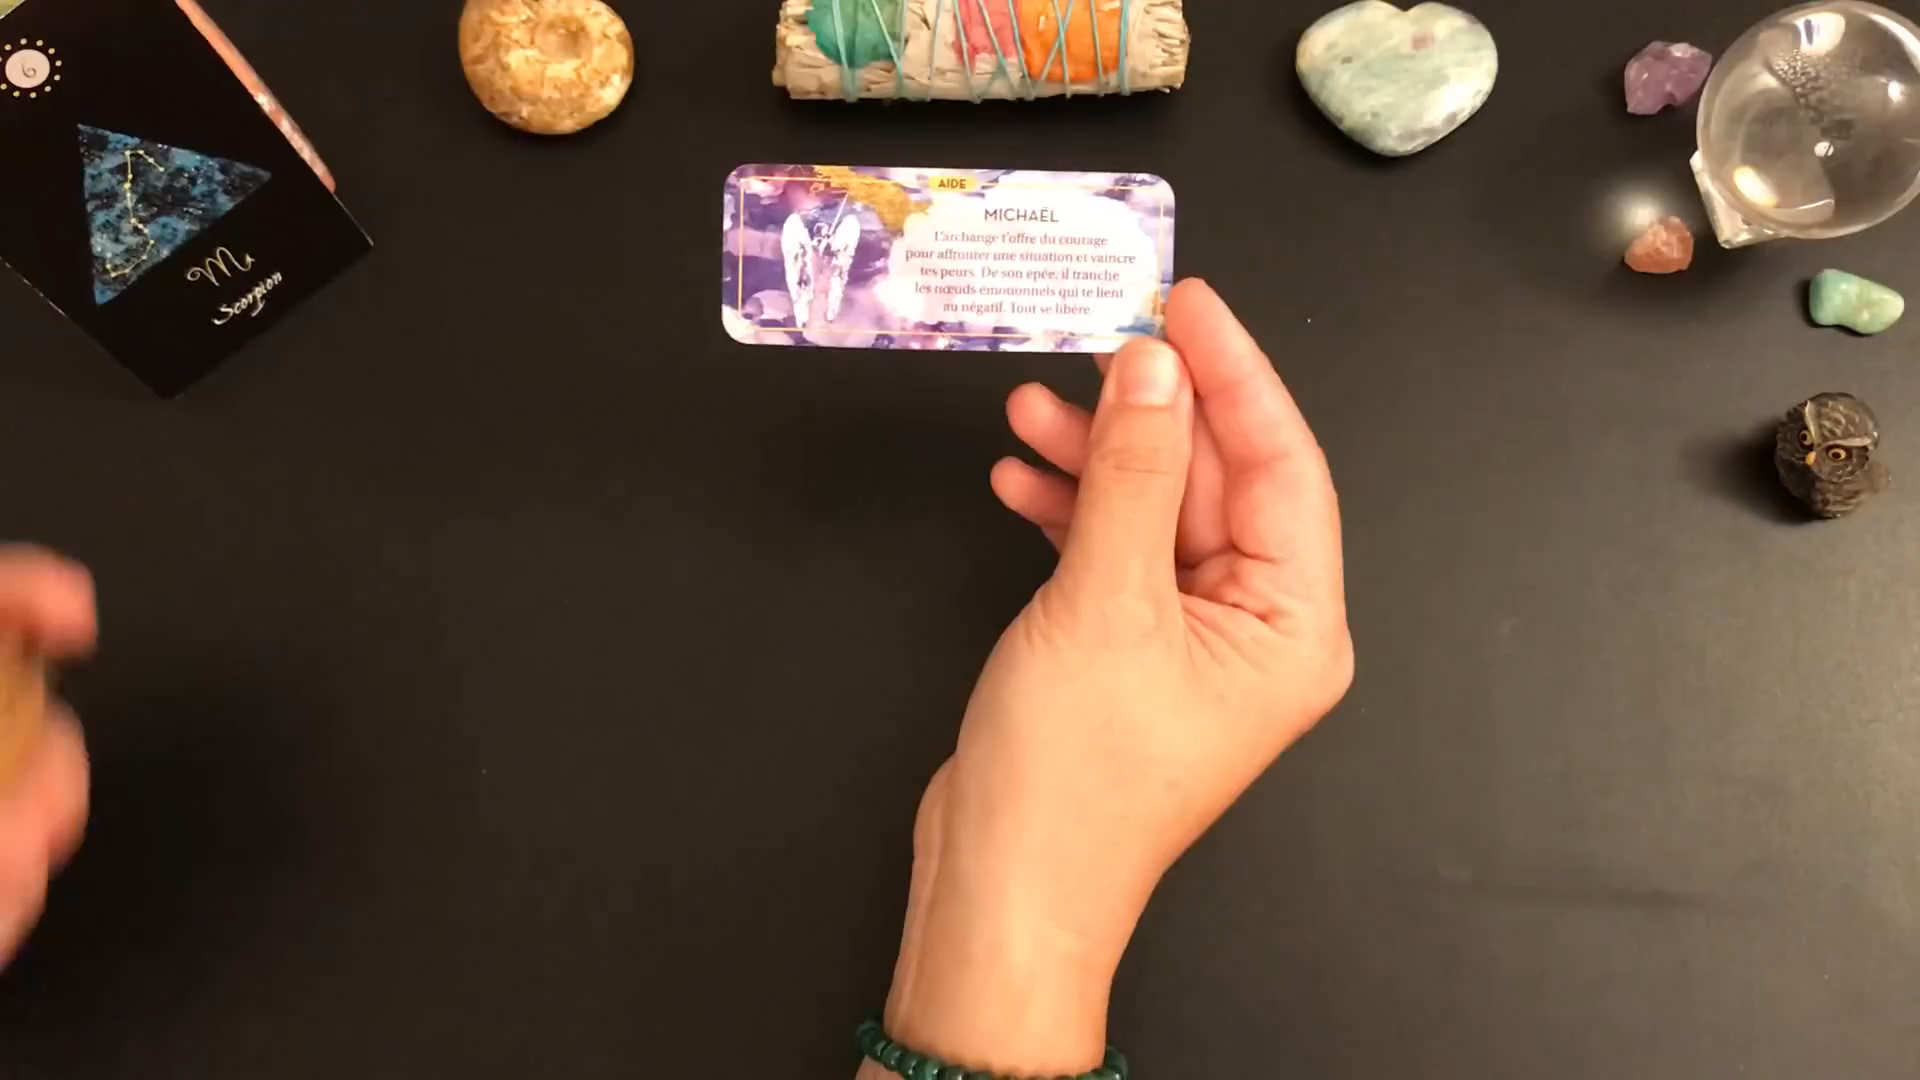 6
Scorpion
AIDE
MICHAËL
L'archange t'offre du courage
pour affronter une situation et vaincre
tes peurs. De son épée, il tranche
les nœuds émotionnels qui te lient
au négatif. Tout se libère.